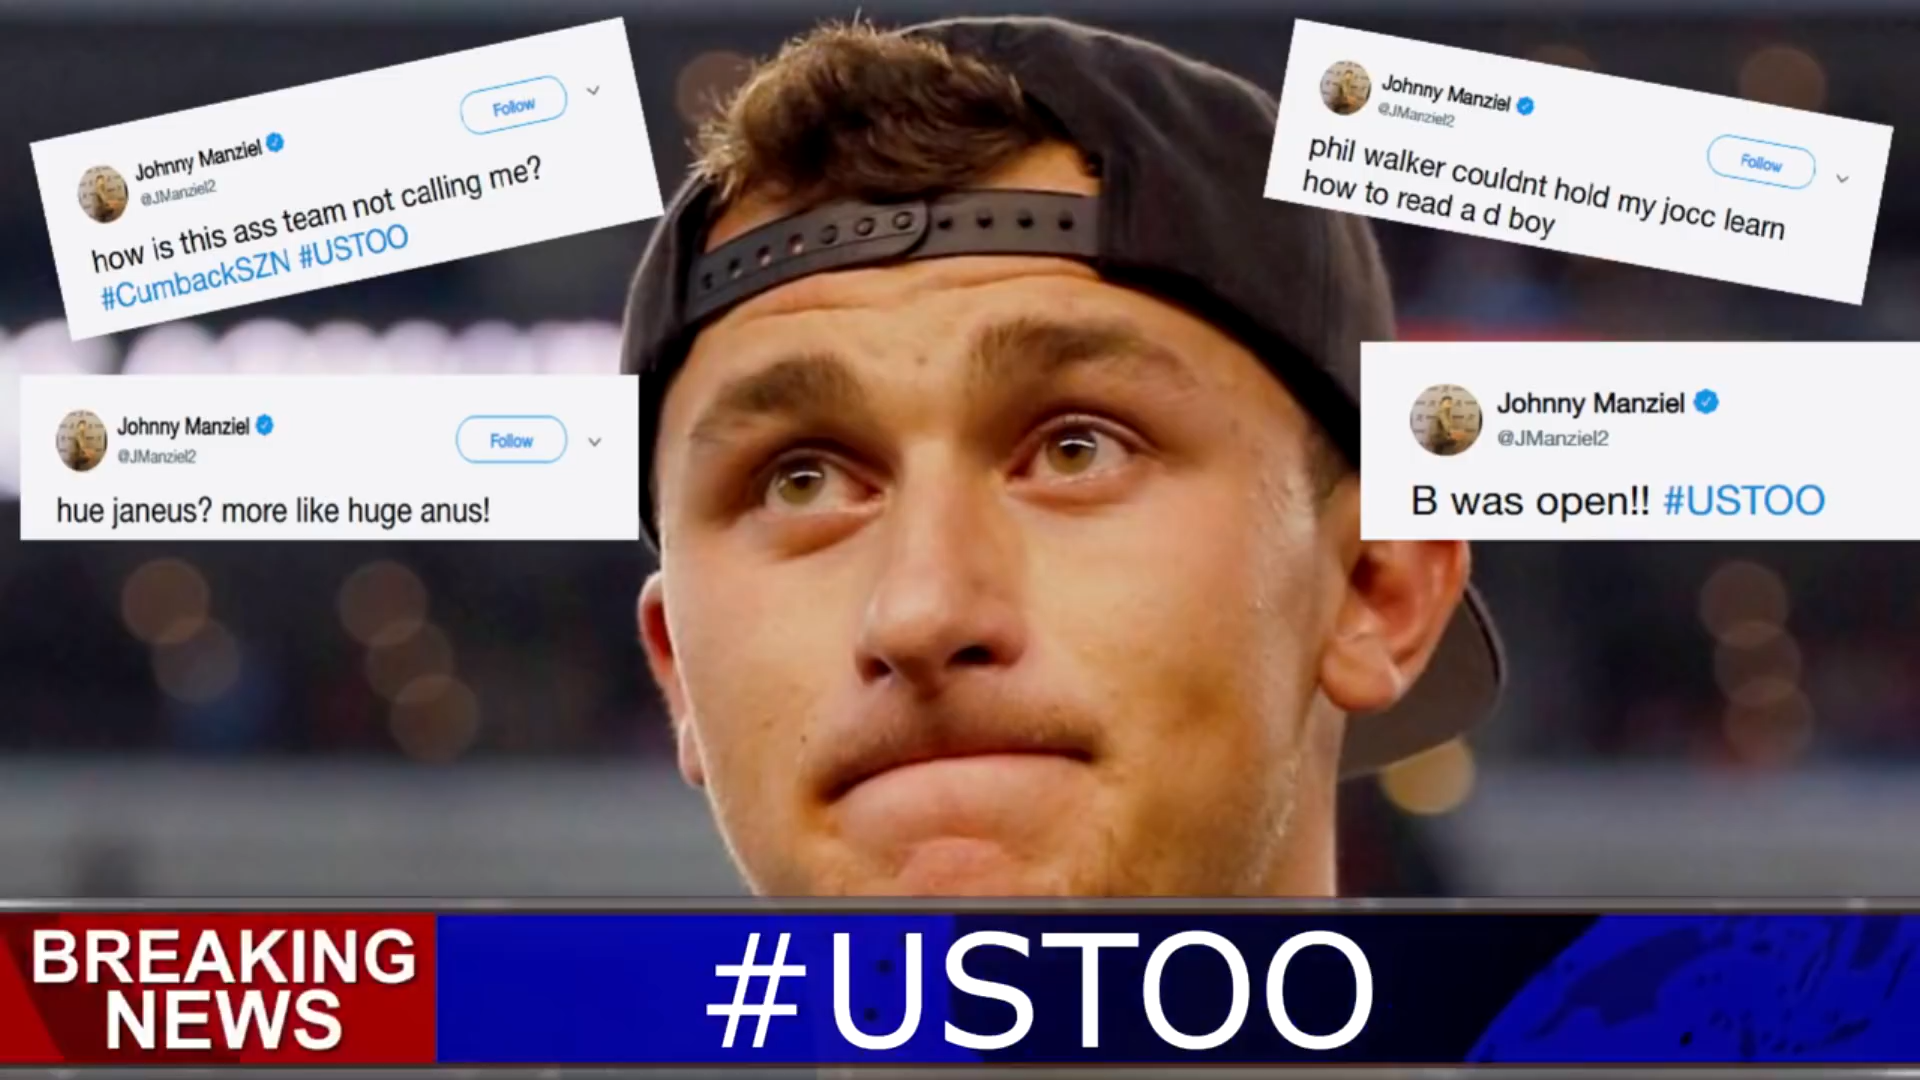 Johnny Manziel
@JManziel2
Follow
how is this ass team not calling me?
#CumbackSZN #USTOO
Johnny Manziel
@JManziel2
Follow
hue janeus? more like huge anus!
Johnny Manziel
@JManziel2
Follow
phil walker couldnt hold my jocc learn
how to read a d boy
Johnny Manziel
@JManziel2
B was open!! #USTOO
BREAKING
NEWS
#USTOO